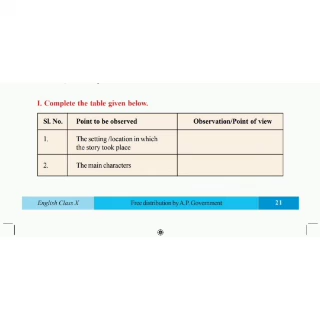 I. Complete the table given below.
Sl. No. Point to be observed Observation/Point of view
1. The setting /location in which
the story took place
2. The main characters
English Class X Free distribution by A.P. Government 21